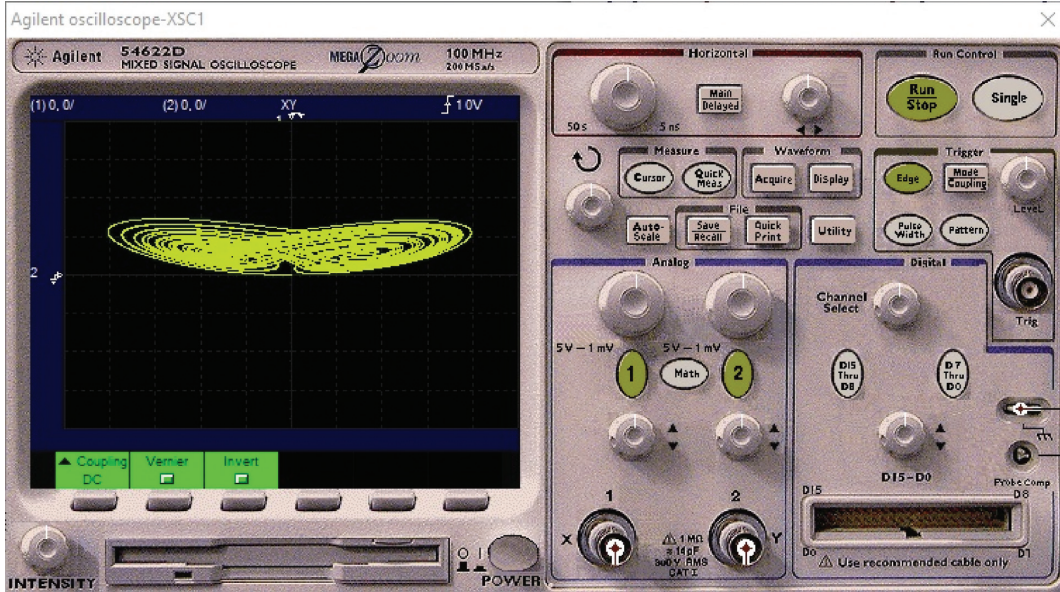 Agilent oscilloscope-XSC1
Agilent
54622D
MIXED SIGNAL OSCILLOSCOPE
MEGA Zoom
100 MHz
200 MSa/s
(1) 0, 0/
(2) 0, 0/
XY
1.0V
2
Coupling
DC
Vernier
Invert
INTENSITY
POWER
Horizontal
Main
Delayed
50 s
5 ns
Run Control
Run
Stop
Single
Measure
Cursor
Quick
Meas
Waveform
Acquire
Display
File
Auto-
Scale
Save
Recall
Quick
Print
Utility
Trigger
Edge
Mode
Coupling
Level
Pulse
Width
Pattern
Trig
Analog
5V – 1 mV
5V – 1 mV
1
Math
2
1
2
X
Y
1 MΩ
≅ 14pF
300 V RMS
CAT I
Digital
Channel
Select
D15
Thru
D8
D7
Thru
D0
D15-D0
Probe Comp
D15
D8
D0
D1
Use recommended cable only